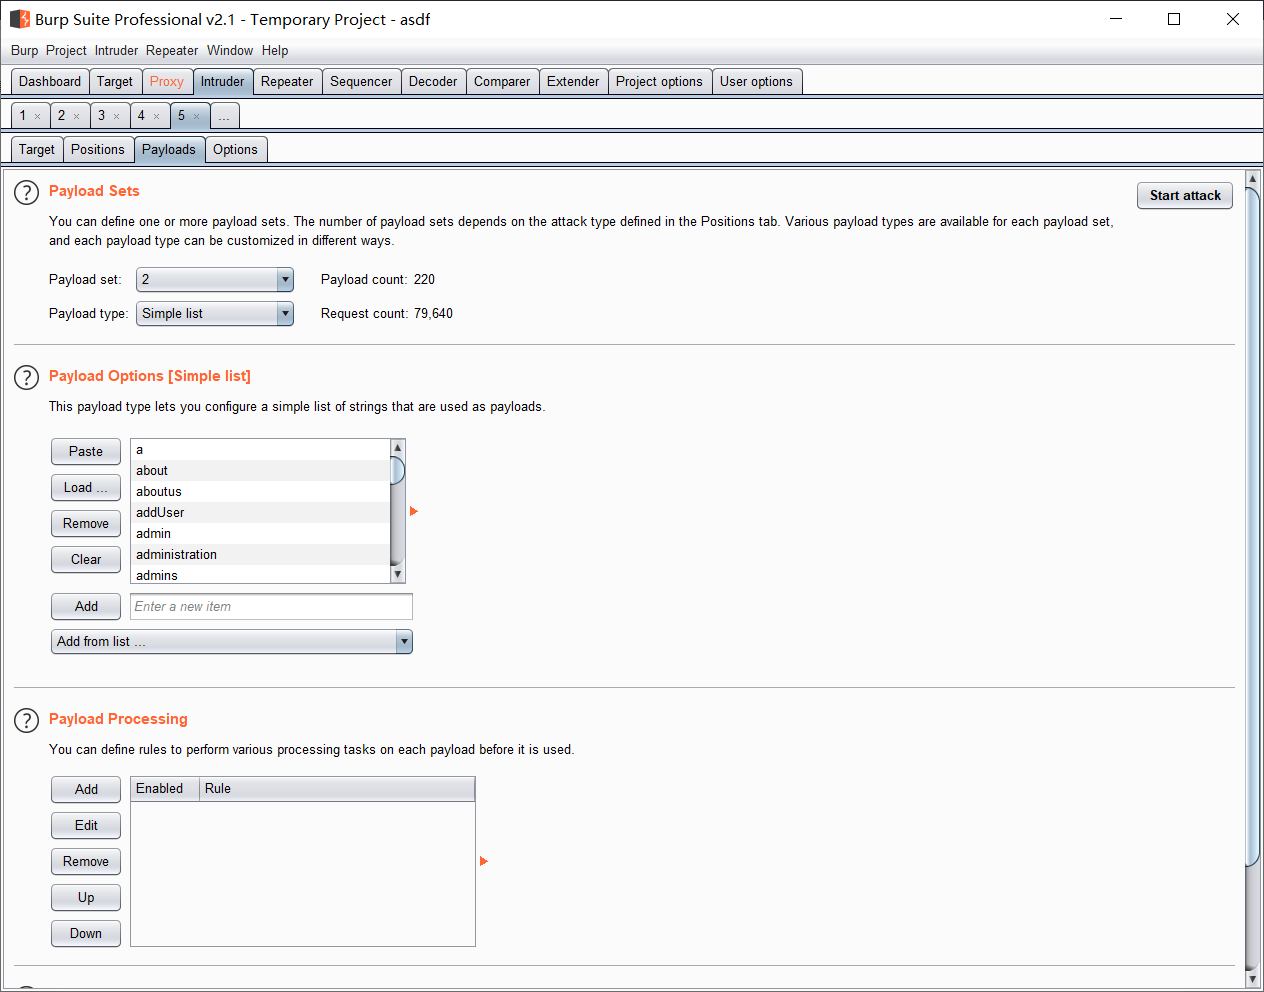 Burp Suite Professional v2.1 - Temporary Project - asdf
Burp Project Intruder Repeater Window Help
Dashboard Target Proxy Intruder Repeater Sequencer Decoder Comparer Extender Project options User options
1 × 2 × 3 × 4 × 5 × ...
Target Positions Payloads Options
? Payload Sets
Start attack
You can define one or more payload sets. The number of payload sets depends on the attack type defined in the Positions tab. Various payload types are available for each payload set,
and each payload type can be customized in different ways.
Payload set: 2 Payload count: 220
Payload type: Simple list Request count: 79,640
? Payload Options [Simple list]
This payload type lets you configure a simple list of strings that are used as payloads.
Paste
Load ...
Remove
Clear
a
about
aboutus
addUser
admin
administration
admins
Add Enter a new item
Add from list ...
? Payload Processing
You can define rules to perform various processing tasks on each payload before it is used.
Add
Edit
Remove
Up
Down
Enabled Rule